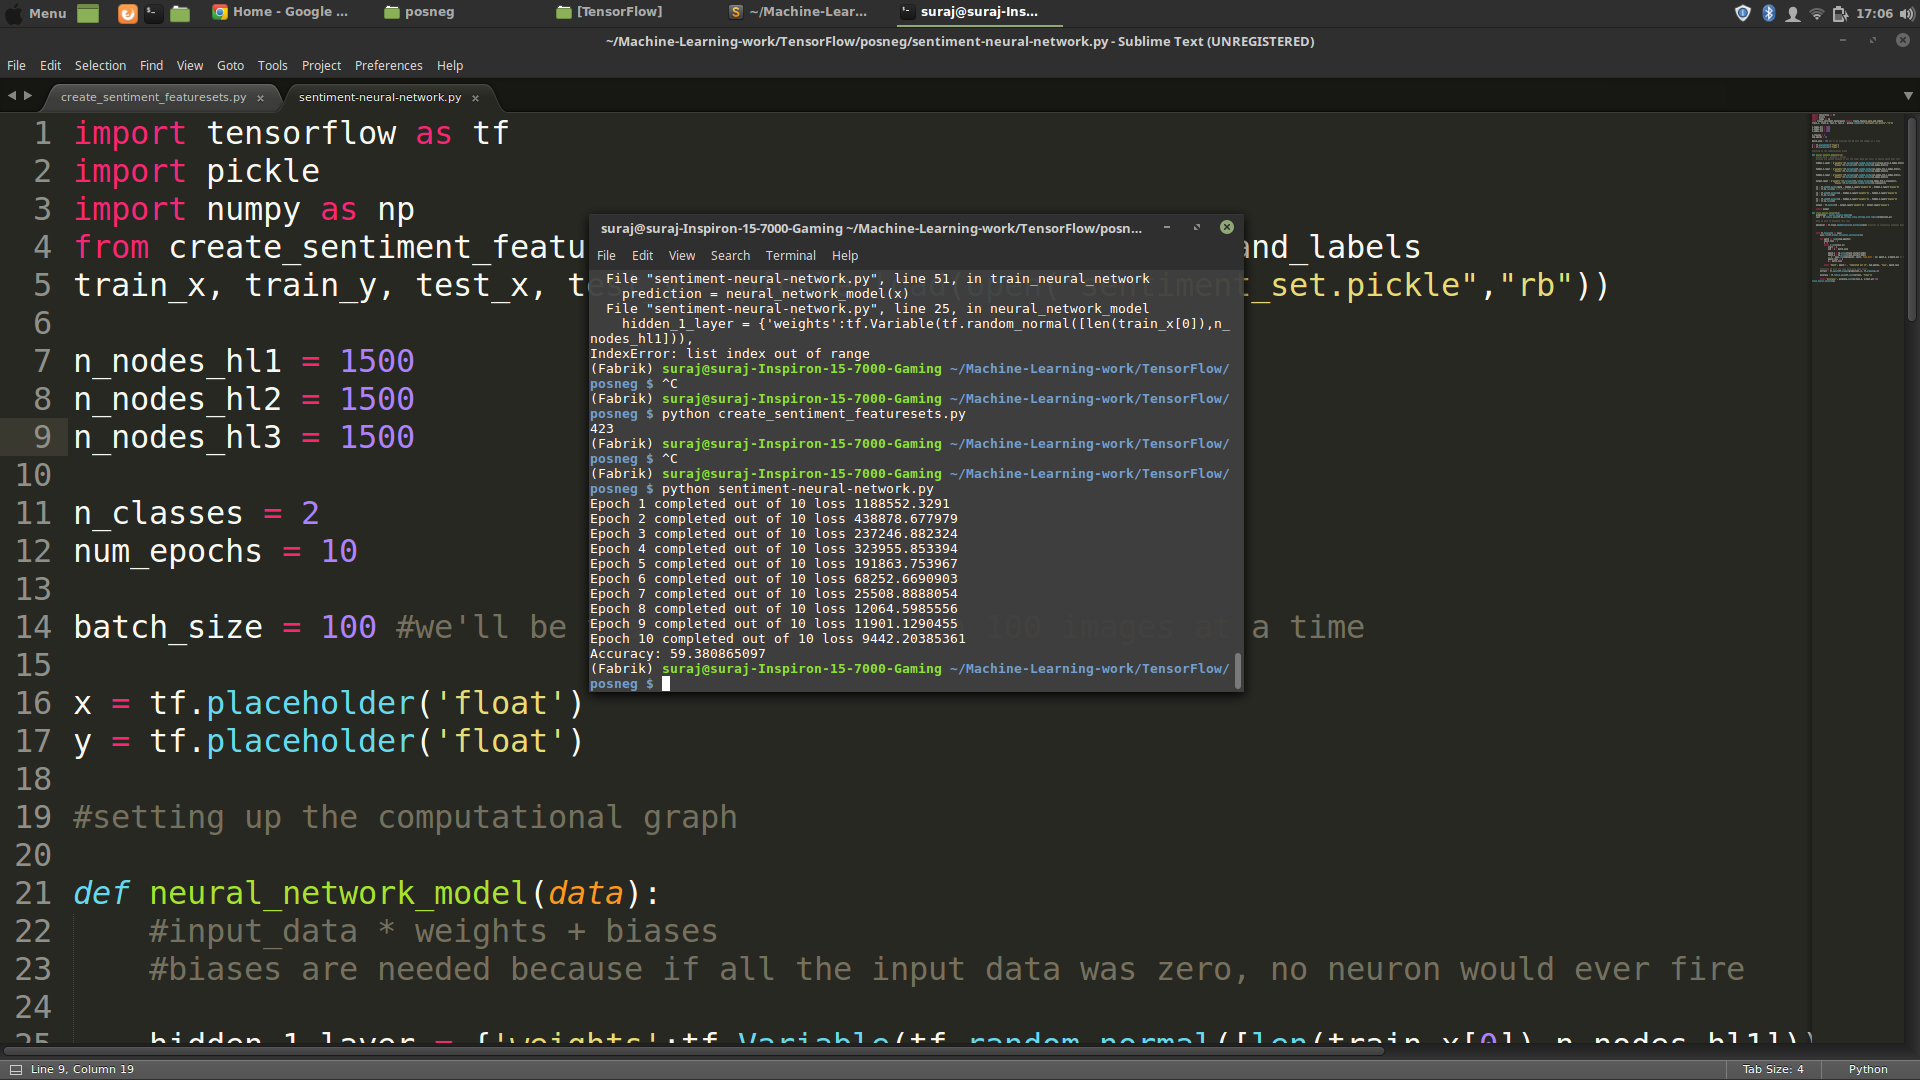 Menu
Home - Google ...
posneg
[TensorFlow]
~/Machine-Lear...
suraj@suraj-Ins...
17:06
~/Machine-Learning-work/TensorFlow/posneg/sentiment-neural-network.py - Sublime Text (UNREGISTERED)
File Edit Selection Find View Goto Tools Project Preferences Help
create_sentiment_featuresets.py
sentiment-neural-network.py
1 import tensorflow as tf
2 import pickle
3 import numpy as np
4 from create_sentiment_featu and_labels
5 train_x, train_y, test_x, te ad(open("sentiment_set.pickle","rb"))
6
7 n_nodes_hl1 = 1500
8 n_nodes_hl2 = 1500
9 n_nodes_hl3 = 1500
10
11 n_classes = 2
12 num_epochs = 10
13
14 batch_size = 100 #we'll be 100 images at a time
15
16 x = tf.placeholder('float')
17 y = tf.placeholder('float')
18
19 #setting up the computational graph
20
21 def neural_network_model(data):
22 #input_data * weights + biases
23 #biases are needed because if all the input data was zero, no neuron would ever fire
24
25 hidden_1_layer = {'weights':tf.Variable(tf.random_normal([len(train_x[0]),n_nodes_hl1]))
suraj@suraj-Inspiron-15-7000-Gaming ~/Machine-Learning-work/TensorFlow/posn...
File Edit View Search Terminal Help
File "sentiment-neural-network.py", line 51, in train_neural_network
prediction = neural_network_model(x)
File "sentiment-neural-network.py", line 25, in neural_network_model
hidden_1_layer = {'weights':tf.Variable(tf.random_normal([len(train_x[0]),n_
nodes_hl1])),
IndexError: list index out of range
(Fabrik) suraj@suraj-Inspiron-15-7000-Gaming ~/Machine-Learning-work/TensorFlow/
posneg $ ^C
(Fabrik) suraj@suraj-Inspiron-15-7000-Gaming ~/Machine-Learning-work/TensorFlow/
posneg $ python create_sentiment_featuresets.py
423
(Fabrik) suraj@suraj-Inspiron-15-7000-Gaming ~/Machine-Learning-work/TensorFlow/
posneg $ ^C
(Fabrik) suraj@suraj-Inspiron-15-7000-Gaming ~/Machine-Learning-work/TensorFlow/
posneg $ python sentiment-neural-network.py
Epoch 1 completed out of 10 loss 1188552.3291
Epoch 2 completed out of 10 loss 438878.677979
Epoch 3 completed out of 10 loss 237246.882324
Epoch 4 completed out of 10 loss 323955.853394
Epoch 5 completed out of 10 loss 191863.753967
Epoch 6 completed out of 10 loss 68252.6690903
Epoch 7 completed out of 10 loss 25508.8888054
Epoch 8 completed out of 10 loss 12064.5985556
Epoch 9 completed out of 10 loss 11901.1290455
Epoch 10 completed out of 10 loss 9442.20385361
Accuracy: 59.380865097
(Fabrik) suraj@suraj-Inspiron-15-7000-Gaming ~/Machine-Learning-work/TensorFlow/
posneg $
Line 9, Column 19
Tab Size: 4
Python